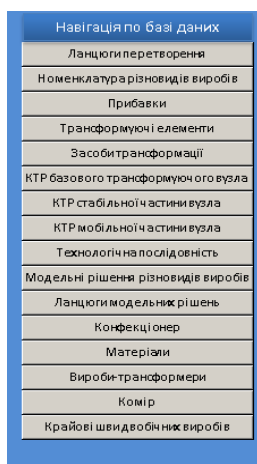 Навігація по базі даних
Ланцюги перетворення
Номенклатура різновидів виробів
Прибавки
Трансформуючі елементи
Засоби трансформації
КТР базового трансформуючого вузла
КТР стабільної частини вузла
КТР мобільної частини вузла
Технологічна послідовність
Модельні рішення різновидів виробів
Ланцюги модельних рішень
Конфекціонер
Матеріали
Вироби-трансформери
Комір
Крайові шви двобічних виробів